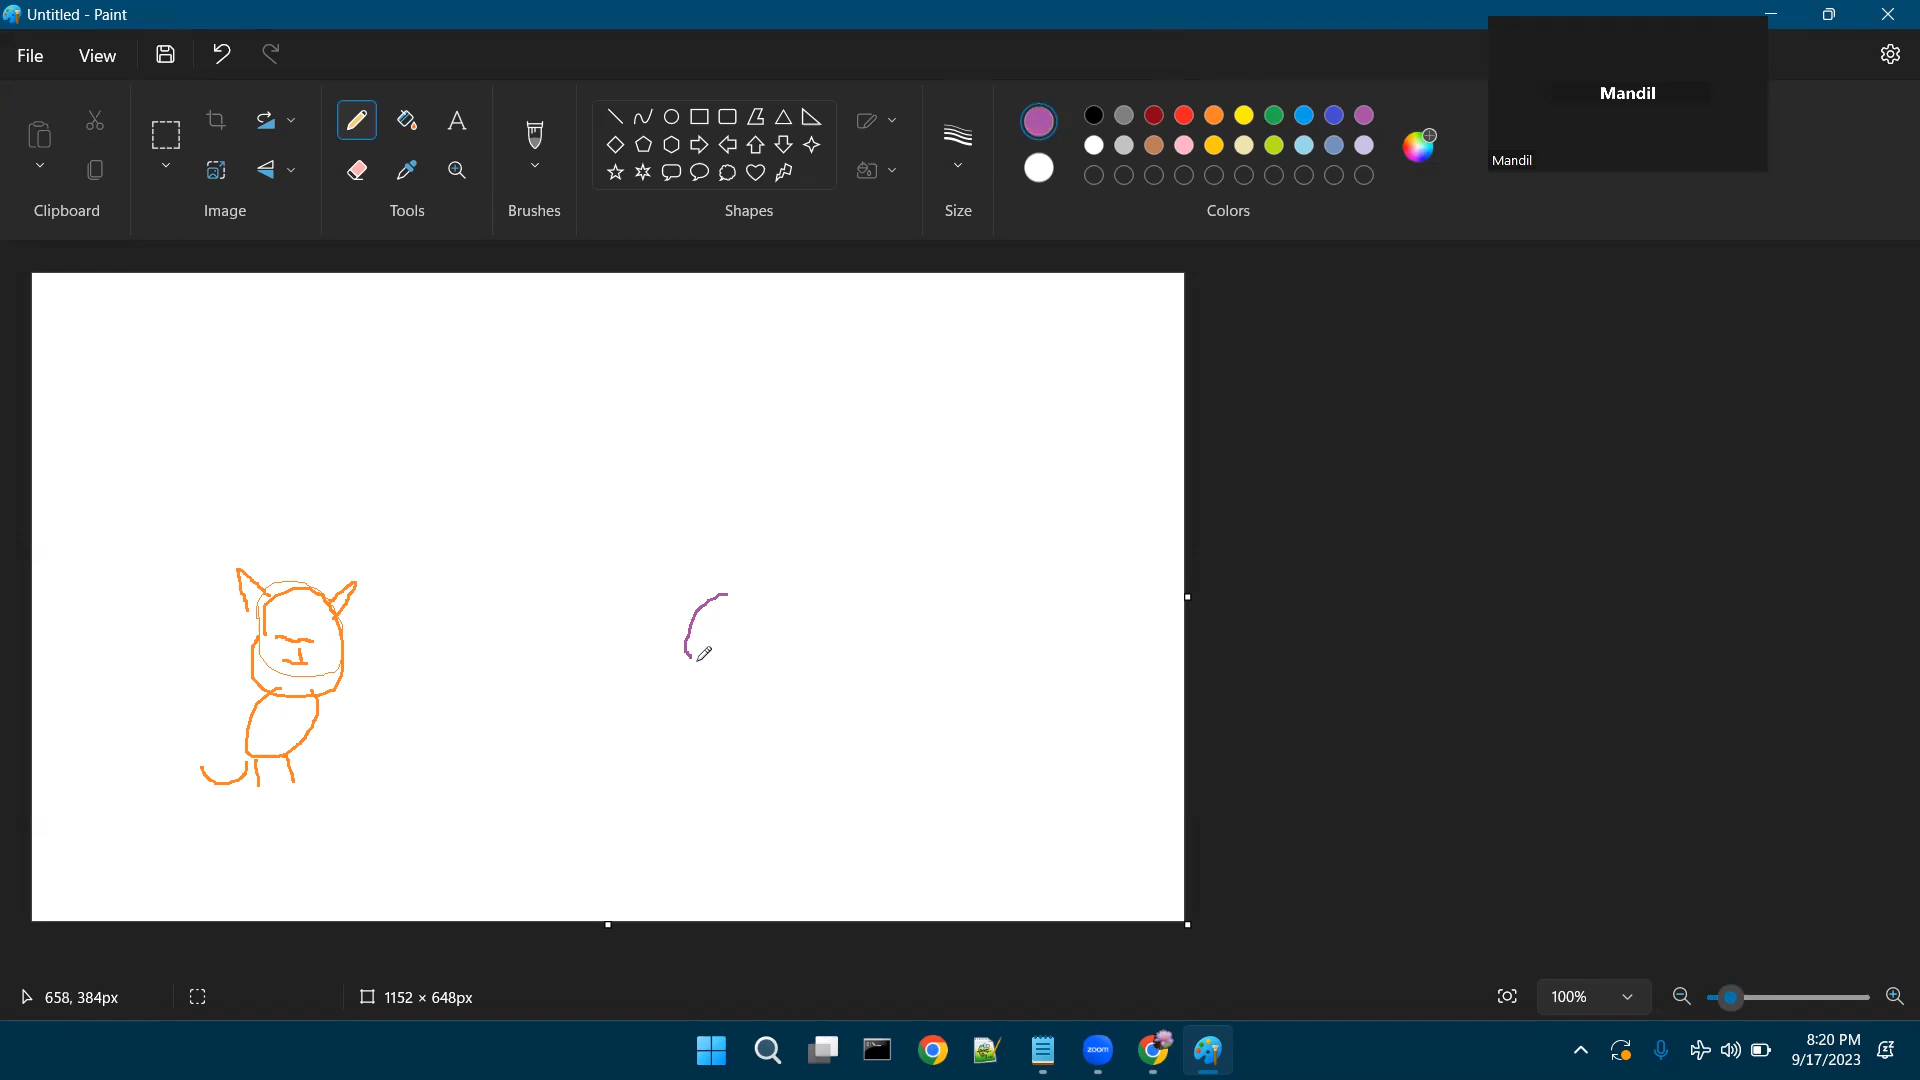 Untitled - Paint
File View
Mandil
Mandil
Clipboard Image Tools Brushes Shapes Size Colors
658, 384px 1152 × 648px 100%
zoom
8:20 PM
9/17/2023